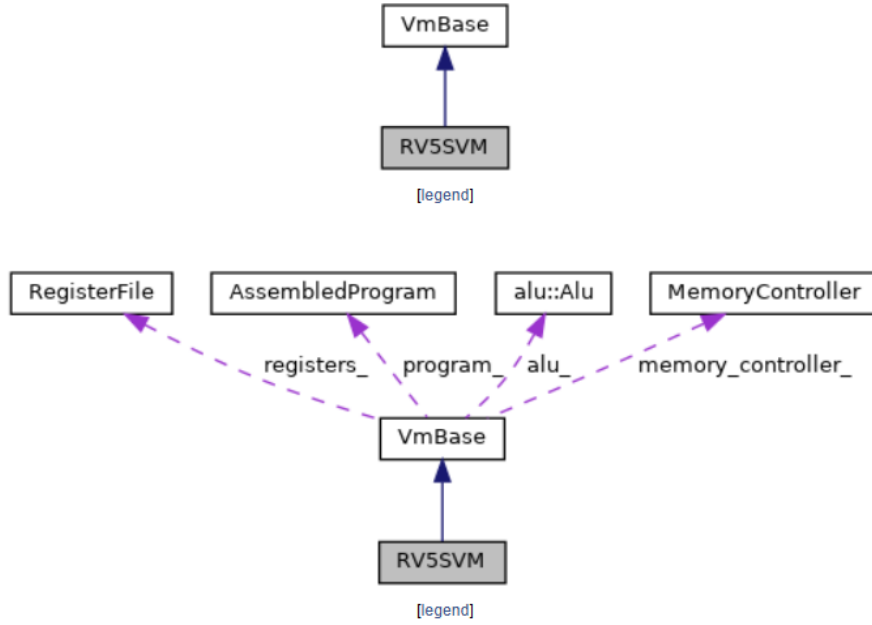 VmBase
RV5SVM
[legend]
RegisterFile AssembledProgram alu::Alu MemoryController
registers_ program_ alu_ memory_controller_
VmBase
RV5SVM
[legend]